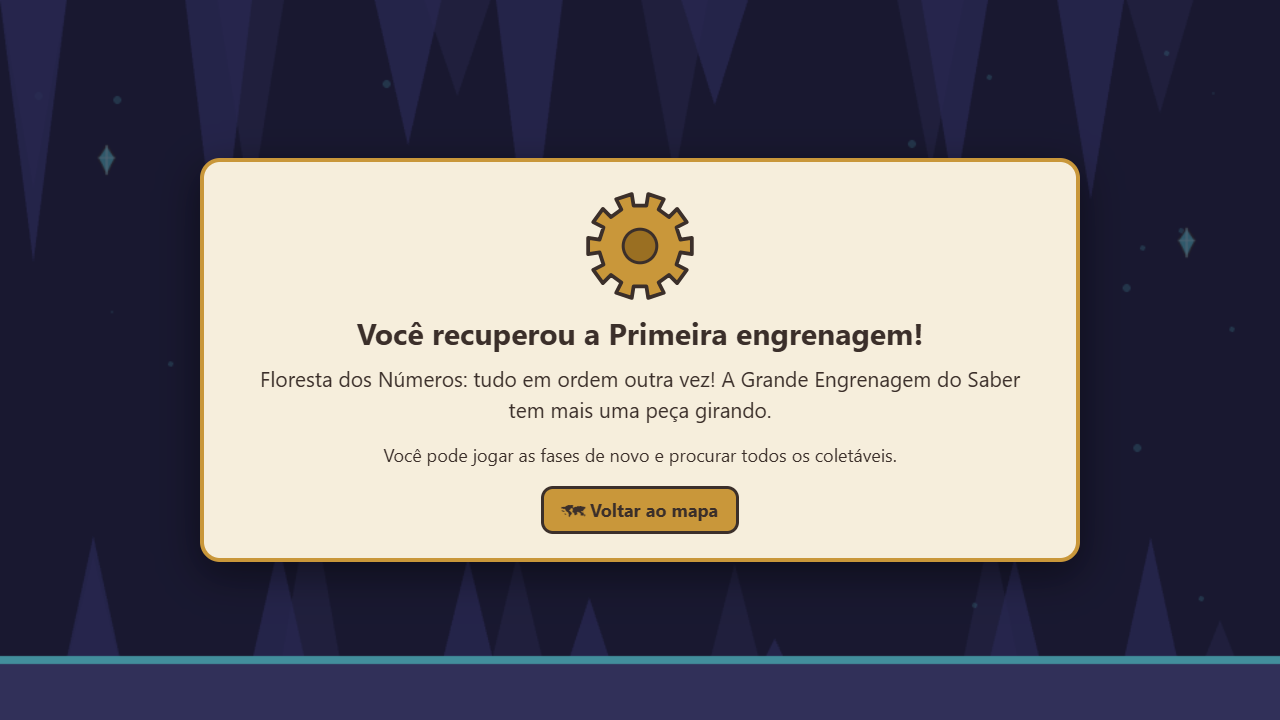 Você recuperou a Primeira engrenagem!
Floresta dos Números: tudo em ordem outra vez! A Grande Engrenagem do Saber
tem mais uma peça girando.
Você pode jogar as fases de novo e procurar todos os coletáveis.
Voltar ao mapa